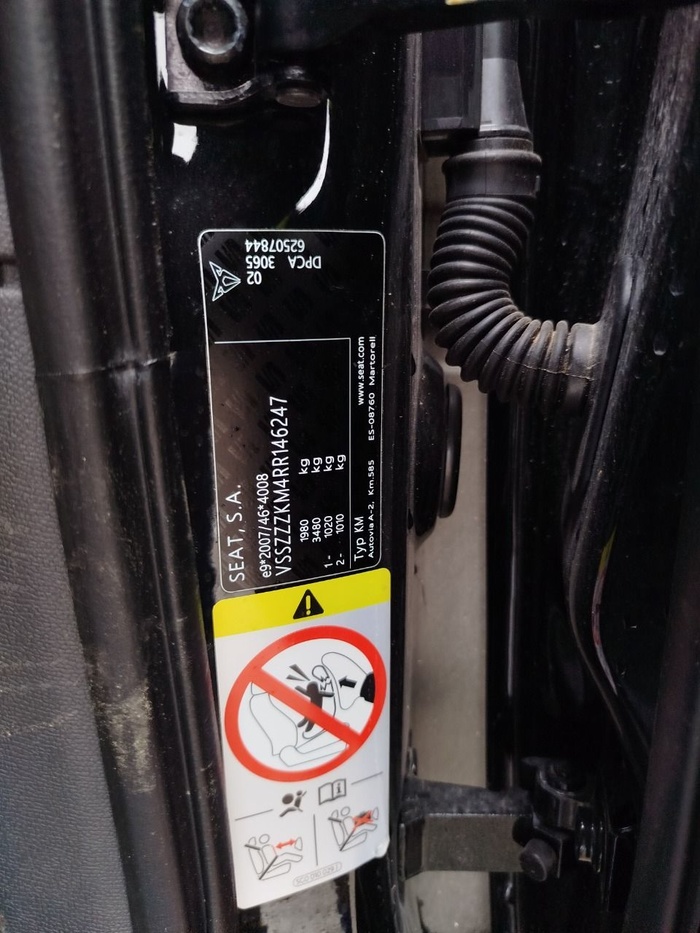 SEAT, S.A.
e9*2007/46*4008
VSSZZZKM4RR146247
1980 kg
3480 kg
1- 1020 kg
2- 1010 kg
Typ KM www.seat.com
Autovia A-2, Km.585 ES-08760 Martorell
02
3065
DPCA
62507844